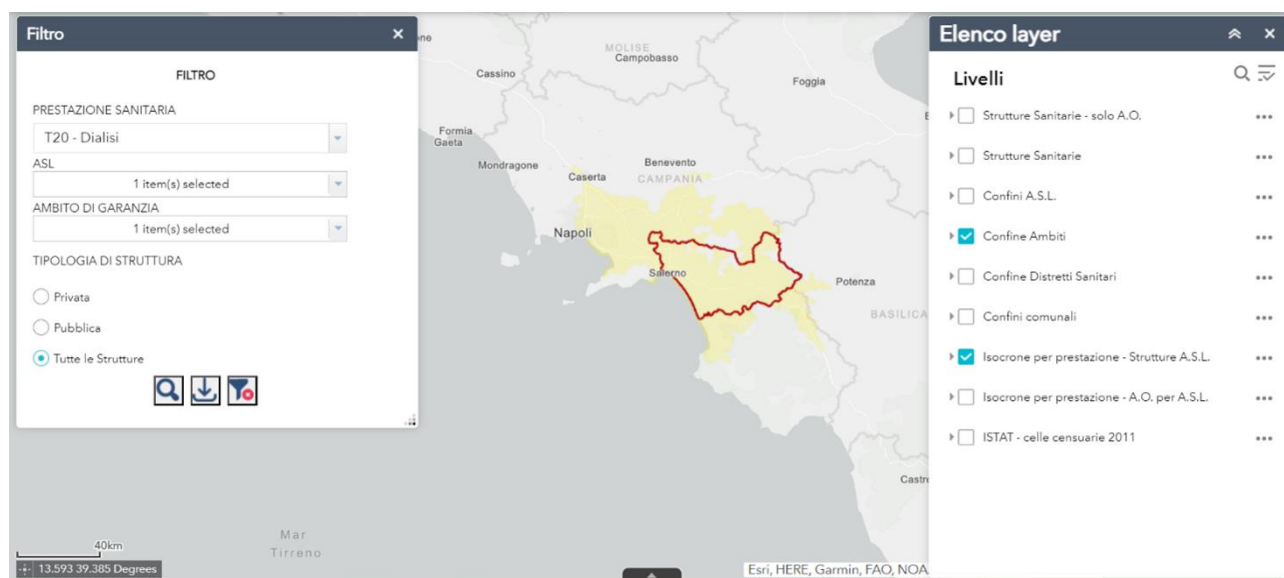 Filtro
FILTRO
PRESTAZIONE SANITARIA
T20 - Dialisi
ASL
1 item(s) selected
AMBITO DI GARANZIA
1 item(s) selected
TIPOLOGIA DI STRUTTURA
Privata
Pubblica
Tutte le Strutture
MOLISE
Campobasso
Cassino
Foggia
Formia
Gaeta
Mondragone
Benevento
Caserta
CAMPANIA
Napoli
Salerno
Potenza
BASILICA
Castr
Mar
Tirreno
40km
13.593 39.385 Degrees
Esri, HERE, Garmin, FAO, NOA
Elenco layer
Livelli
Strutture Sanitarie - solo A.O.
Strutture Sanitarie
Confini A.S.L.
Confine Ambiti
Confine Distretti Sanitari
Confini comunali
Isocrone per prestazione - Strutture A.S.L.
Isocrone per prestazione - A.O. per A.S.L.
ISTAT - celle censuarie 2011